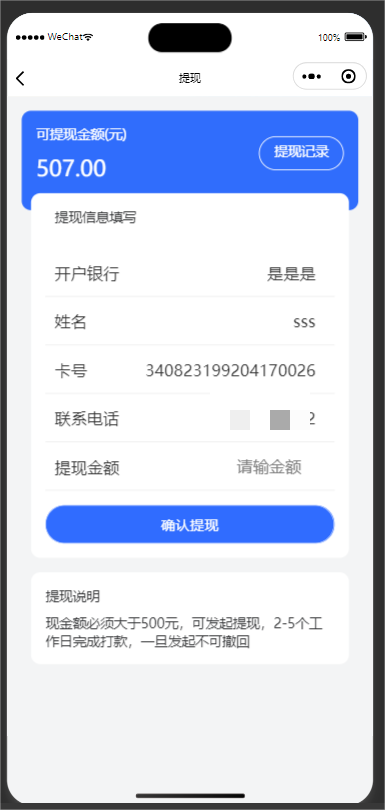 WeChat
100%
提现
可提现金额(元)
507.00
提现记录
提现信息填写
开户银行 是是是
姓名 sss
卡号 340823199204170026
联系电话 2
提现金额 请输金额
确认提现
提现说明
现金额必须大于500元，可发起提现，2-5个工
作日完成打款，一旦发起不可撤回